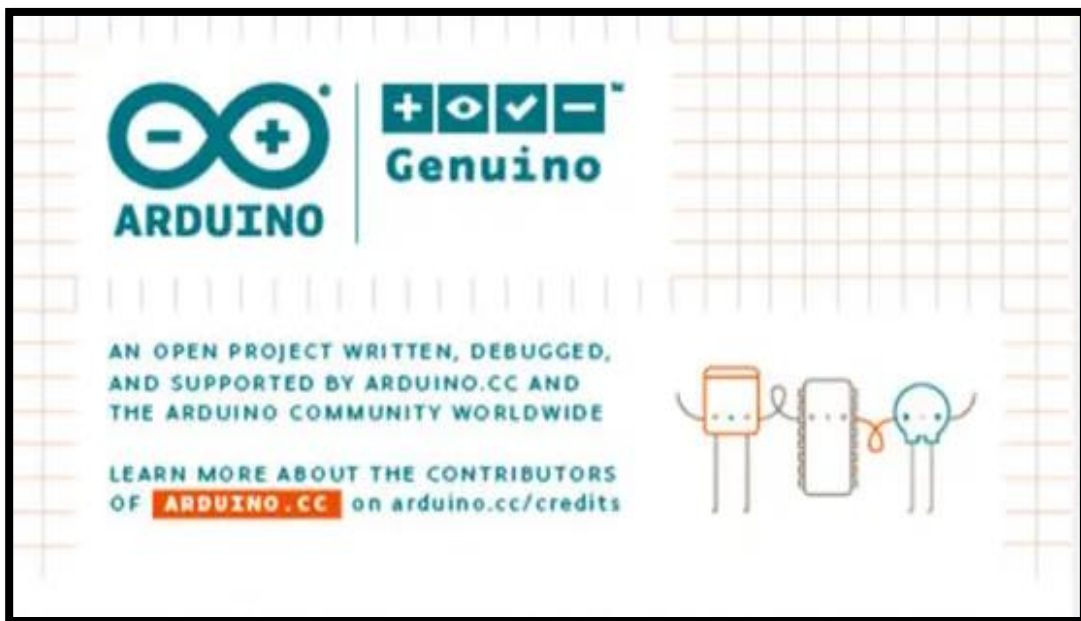 ARDUINO
Genuino
AN OPEN PROJECT WRITTEN, DEBUGGED,
AND SUPPORTED BY ARDUINO.CC AND
THE ARDUINO COMMUNITY WORLDWIDE
LEARN MORE ABOUT THE CONTRIBUTORS
OF ARDUINO.CC on arduino.cc/credits